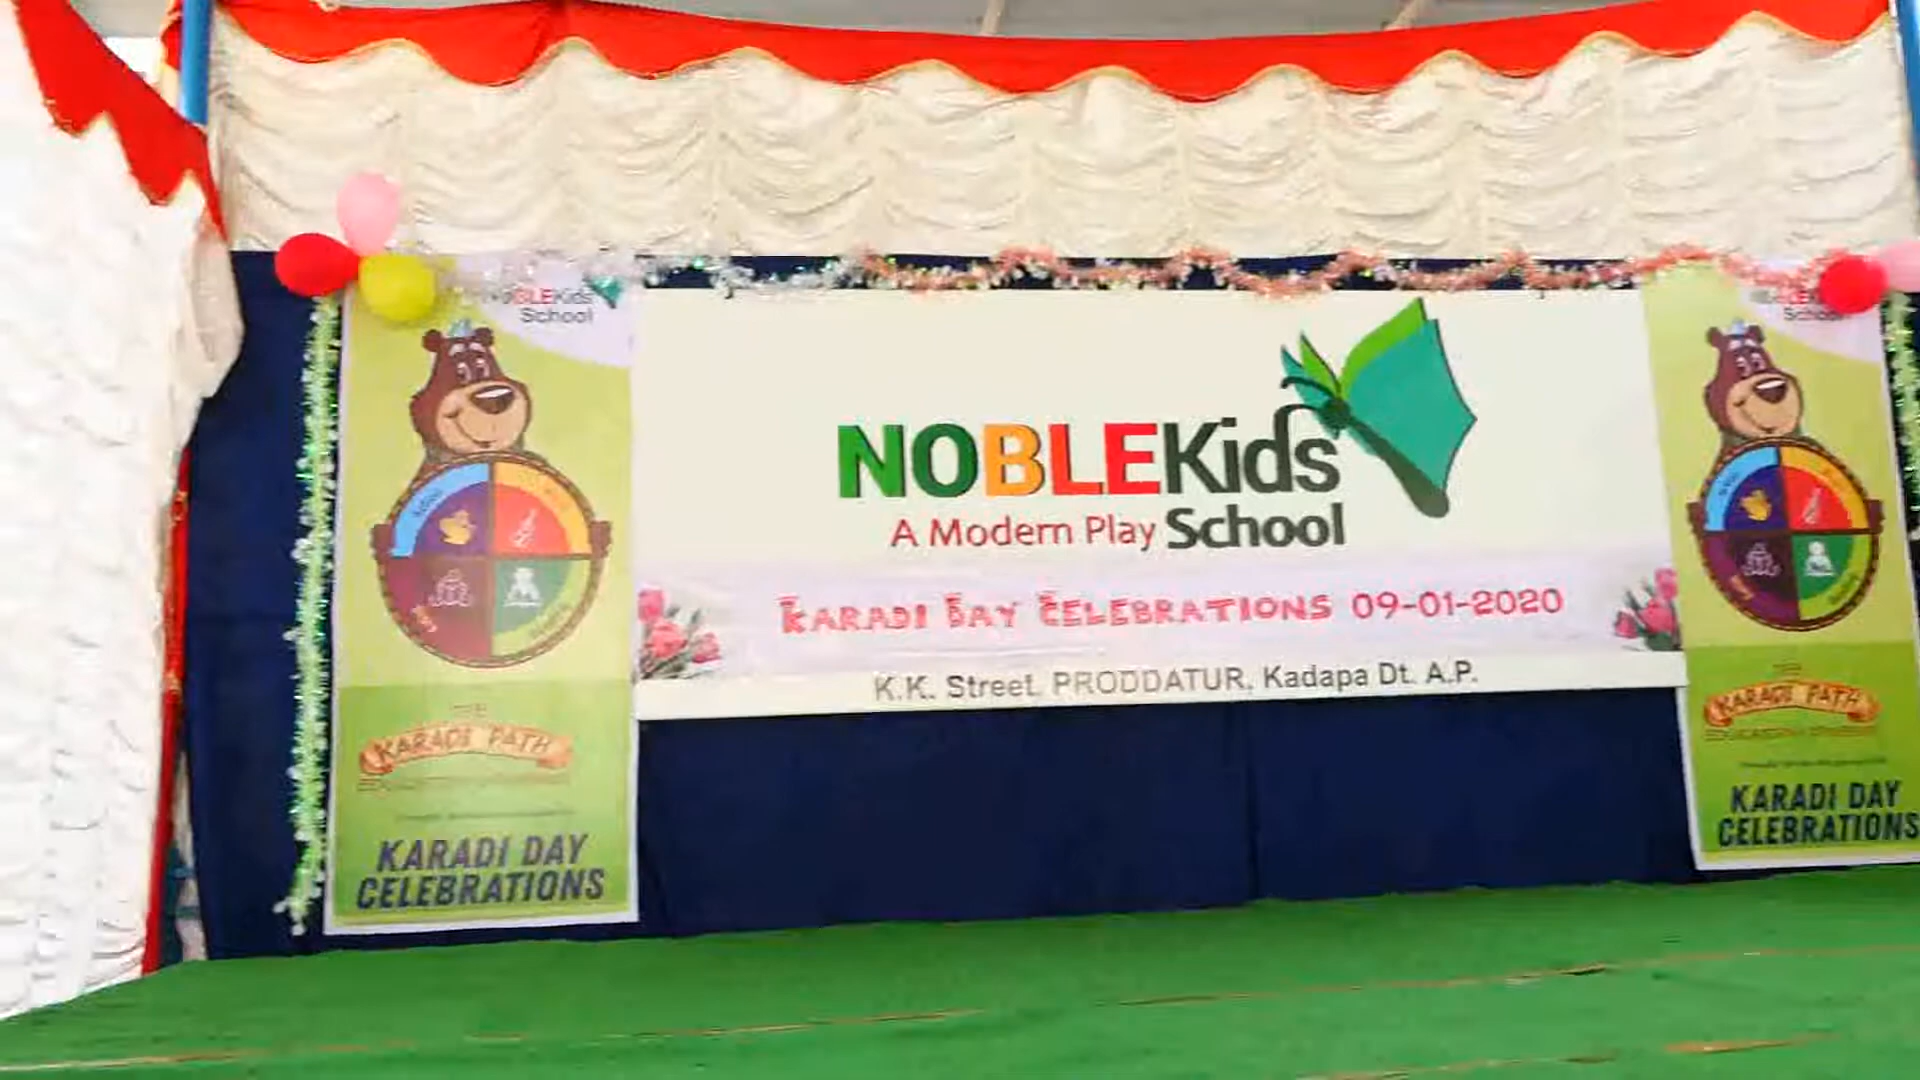 NOBLEKids
School
KARADI PATH
KARADI DAY
CELEBRATIONS
NOBLEKids
A Modern Play School
KARADI DAY CELEBRATIONS 09-01-2020
K.K. Street, PRODDATUR, Kadapa Dt. A.P.
School
KARADI PATH
KARADI DAY
CELEBRATIONS